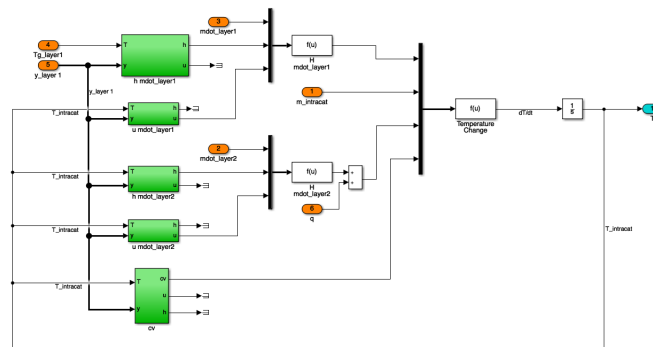 3
mdot_layer1
4
Tg_layer1
5
y_layer 1
T
y
h
u
h mdot_layer1
f(u)
H
mdot_layer1
y_layer 1
1
m_intracat
T_intracat
T
y
h
u
u mdot_layer1
f(u)
Temperature
Change
dT/dt
1
s
1
T
2
mdot_layer2
T_intracat
T
y
h
u
h mdot_layer2
f(u)
H
mdot_layer2
+
+
6
q
T_intracat
T
y
h
u
u mdot_layer2
T_intracat
T_intracat
T
y
cv
u
h
cv